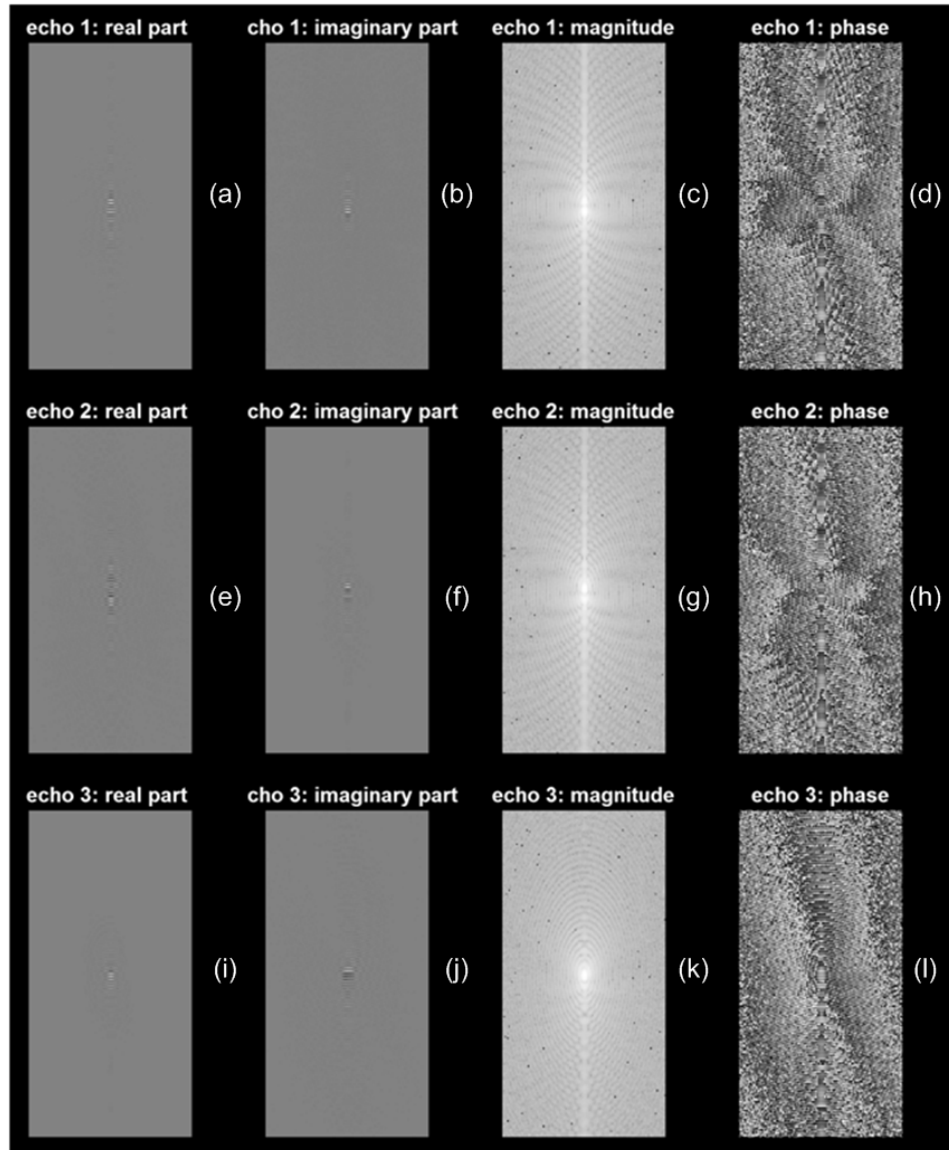 echo 1: real part
cho 1: imaginary part
echo 1: magnitude
echo 1: phase
(a)
(b)
(c)
(d)
echo 2: real part
cho 2: imaginary part
echo 2: magnitude
echo 2: phase
(e)
(f)
(g)
(h)
echo 3: real part
cho 3: imaginary part
echo 3: magnitude
echo 3: phase
(i)
(j)
(k)
(l)